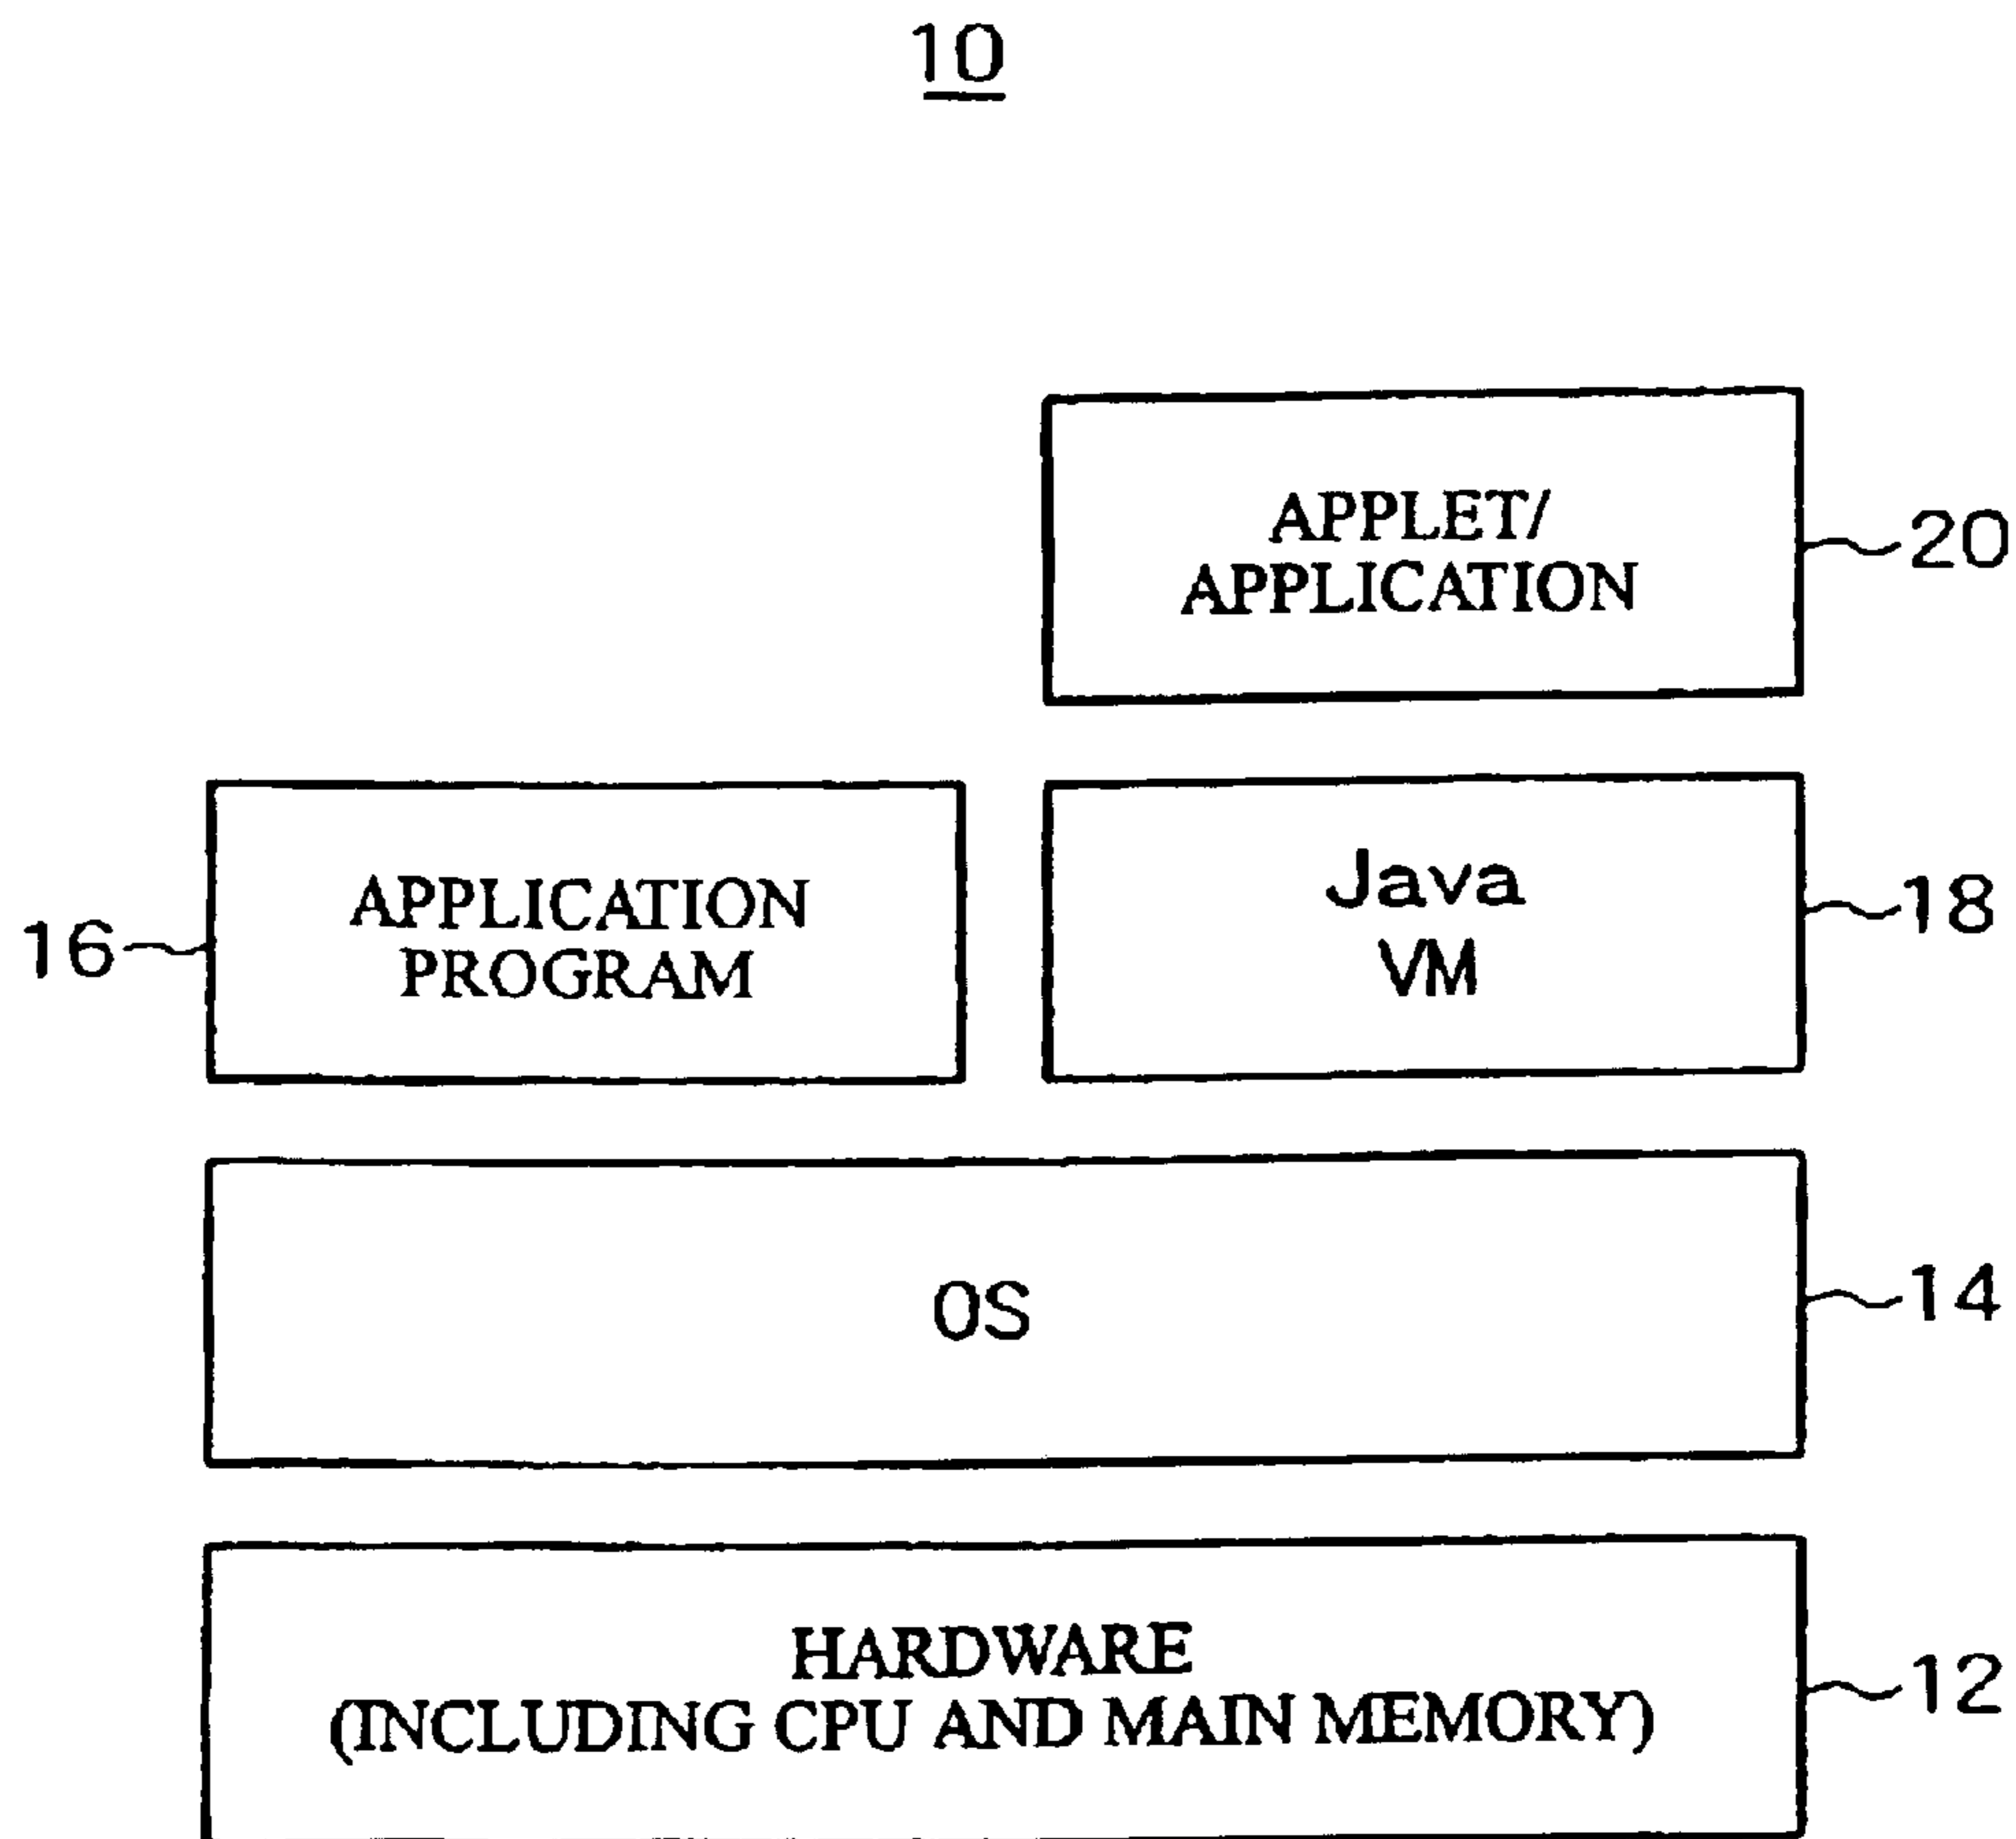 10
APPLET/
APPLICATION
20
APPLICATION
PROGRAM
16
Java
VM
18
OS
14
HARDWARE
(INCLUDING CPU AND MAIN MEMORY)
12